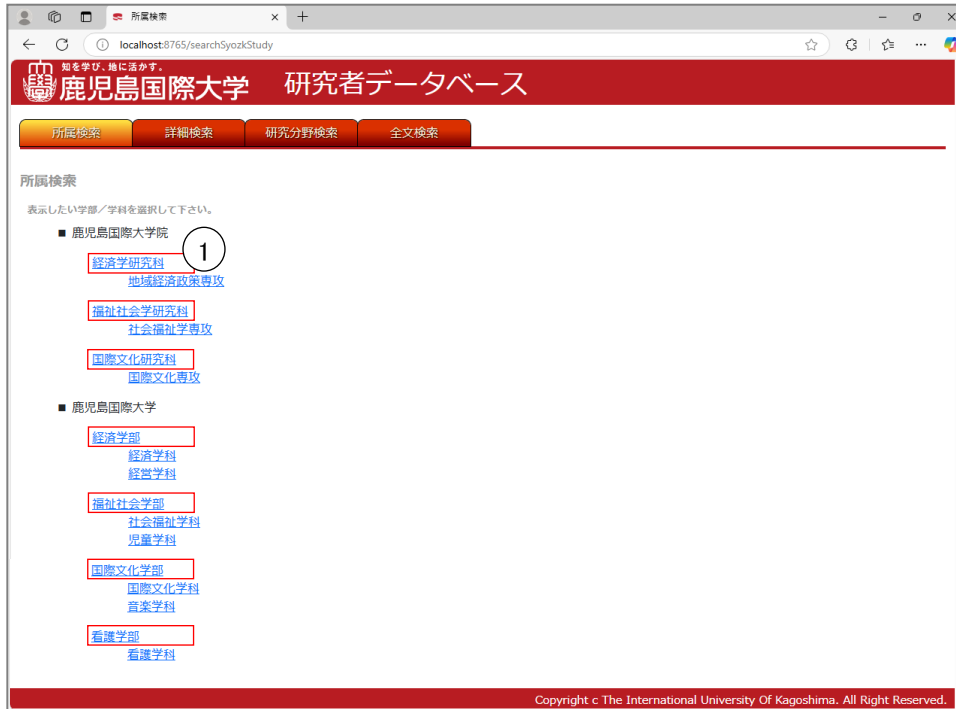 所属検索
localhost:8765/searchSyozkStudy
知を学び、地に活かす。
鹿児島国際大学 研究者データベース
所属検索 詳細検索 研究分野検索 全文検索
所属検索
表示したい学部／学科を選択して下さい。
■ 鹿児島国際大学院
1
経済学研究科
地域経済政策専攻
福祉社会学研究科
社会福祉学専攻
国際文化研究科
国際文化専攻
■ 鹿児島国際大学
経済学部
経済学科
経営学科
福祉社会学部
社会福祉学科
児童学科
国際文化学部
国際文化学科
音楽学科
看護学部
看護学科
Copyright c The International University Of Kagoshima. All Right Reserved.